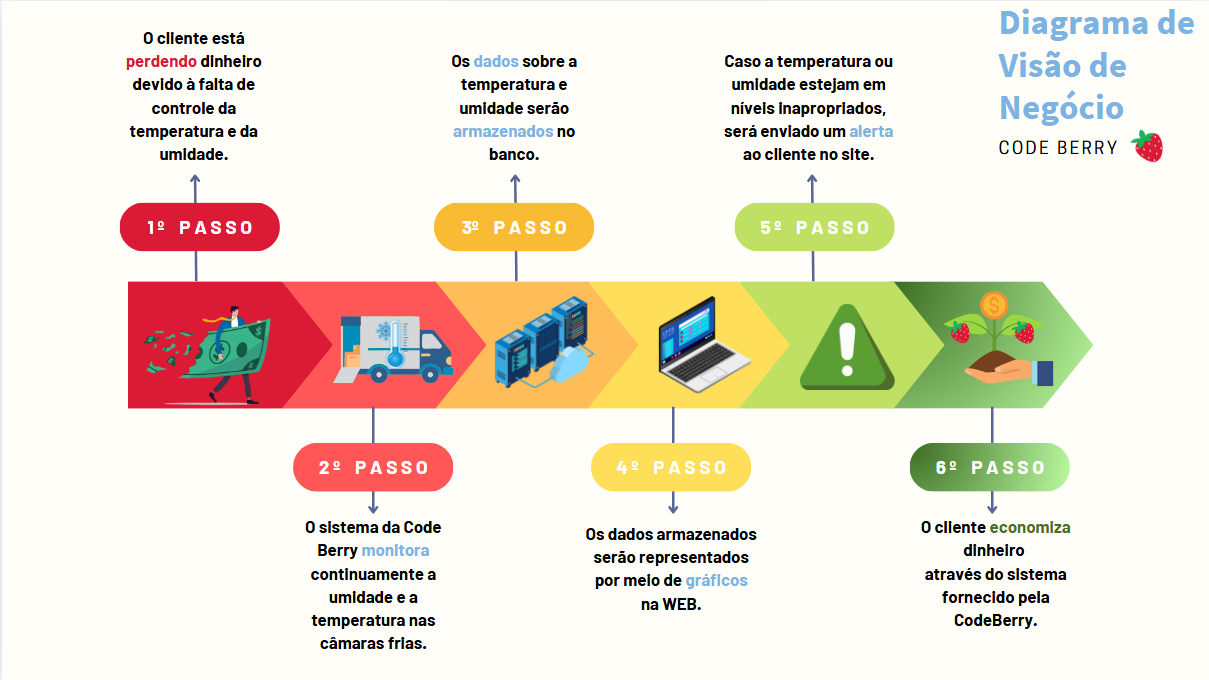 Diagrama de
Visão de
Negócio
CODE BERRY
O cliente está
perdendo dinheiro
devido à falta de
controle da
temperatura e da
umidade.
1º PASSO
2º PASSO
O sistema da Code
Berry monitora
continuamente a
umidade e a
temperatura nas
câmaras frias.
Os dados sobre a
temperatura e
umidade serão
armazenados no
banco.
3º PASSO
4º PASSO
Os dados armazenados
serão representados
por meio de gráficos
na WEB.
Caso a temperatura ou
umidade estejam em
níveis inapropriados,
será enviado um alerta
ao cliente no site.
5º PASSO
6º PASSO
O cliente economiza
dinheiro
através do sistema
fornecido pela
CodeBerry.